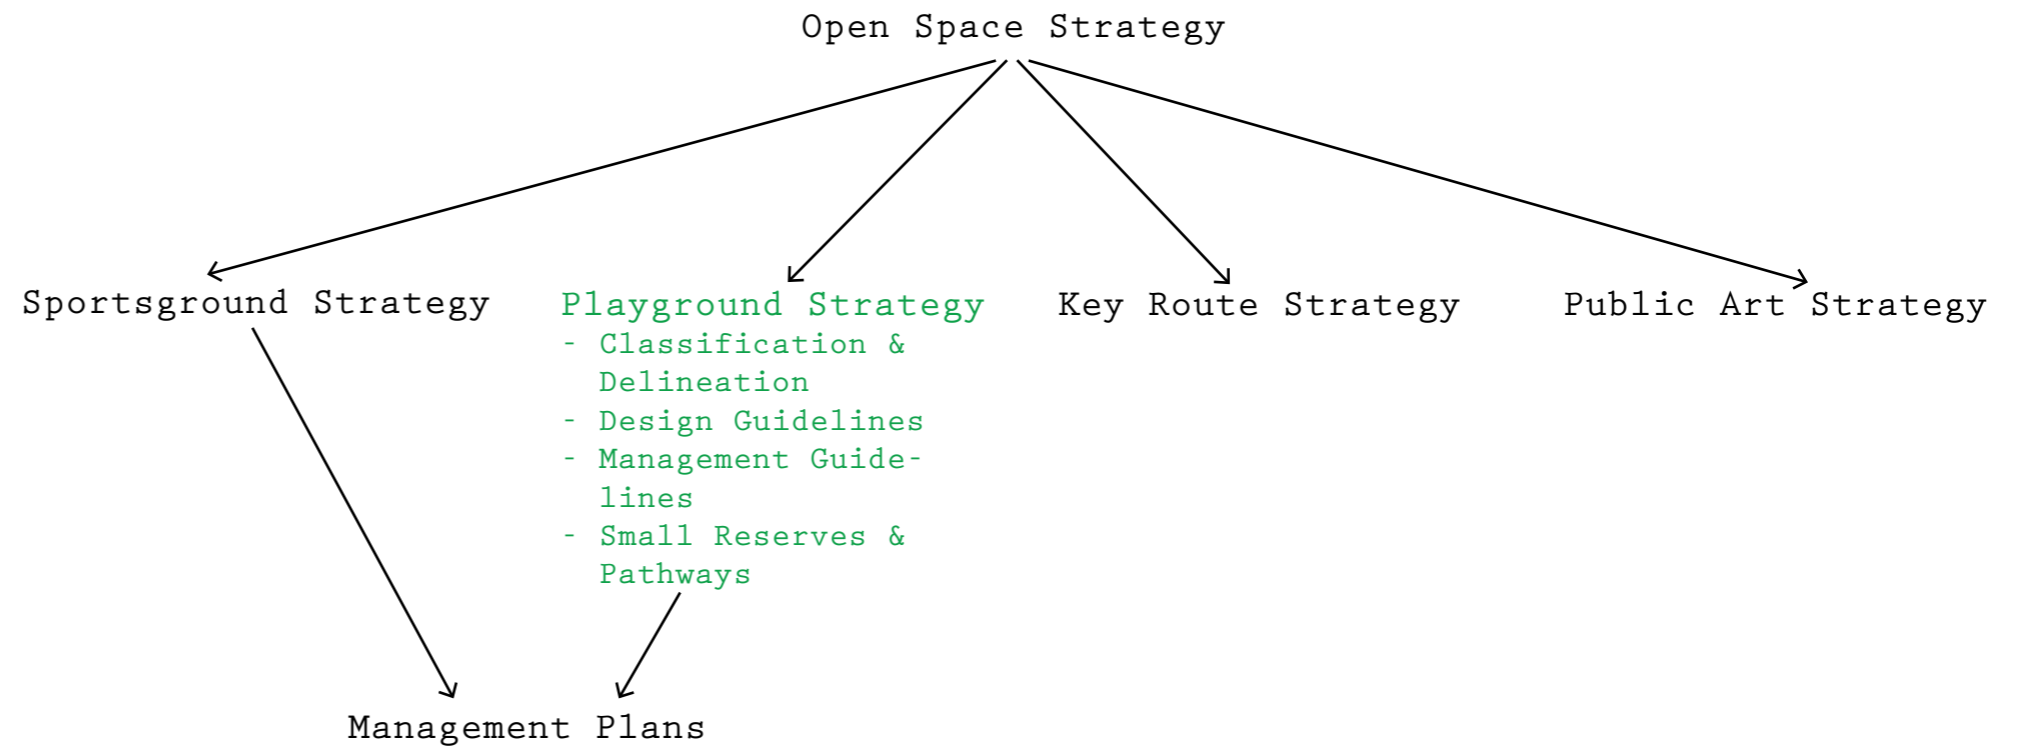 Open Space Strategy
Sportsground Strategy
Playground Strategy
- Classification &
Delineation
- Design Guidelines
- Management Guide-
lines
- Small Reserves &
Pathways
Key Route Strategy
Public Art Strategy
Management Plans